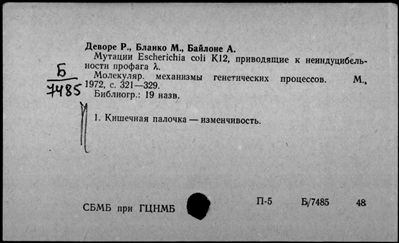 Деворе Р., Бланко М., Байлоне А.
Мутации Escherichia coli K12, приводящие к неиндуцибель-
ности профага λ.
Б
7485
Молекуляр. механизмы генетических процессов. М.,
1972, с. 321—329.
Библиогр.: 19 назв.
1. Кишечная палочка — изменчивость.
СБМБ при ГЦНМБ
П-5 Б/7485 48